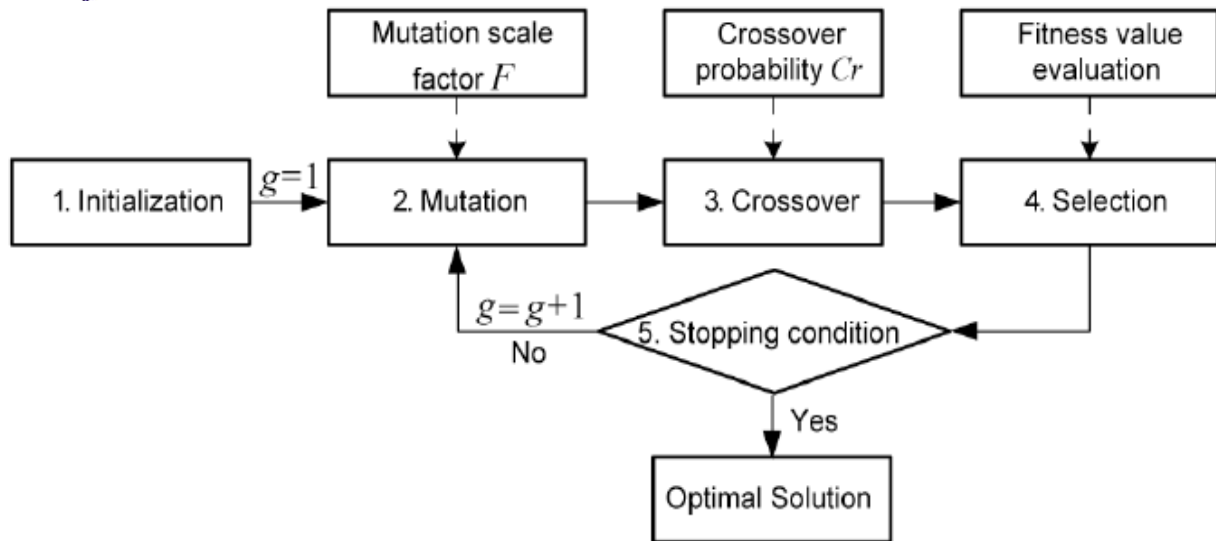 Mutation scale
factor F
Crossover
probability Cr
Fitness value
evaluation
1. Initialization
g=1
2. Mutation
3. Crossover
4. Selection
g=g+1
No
5. Stopping condition
Yes
Optimal Solution